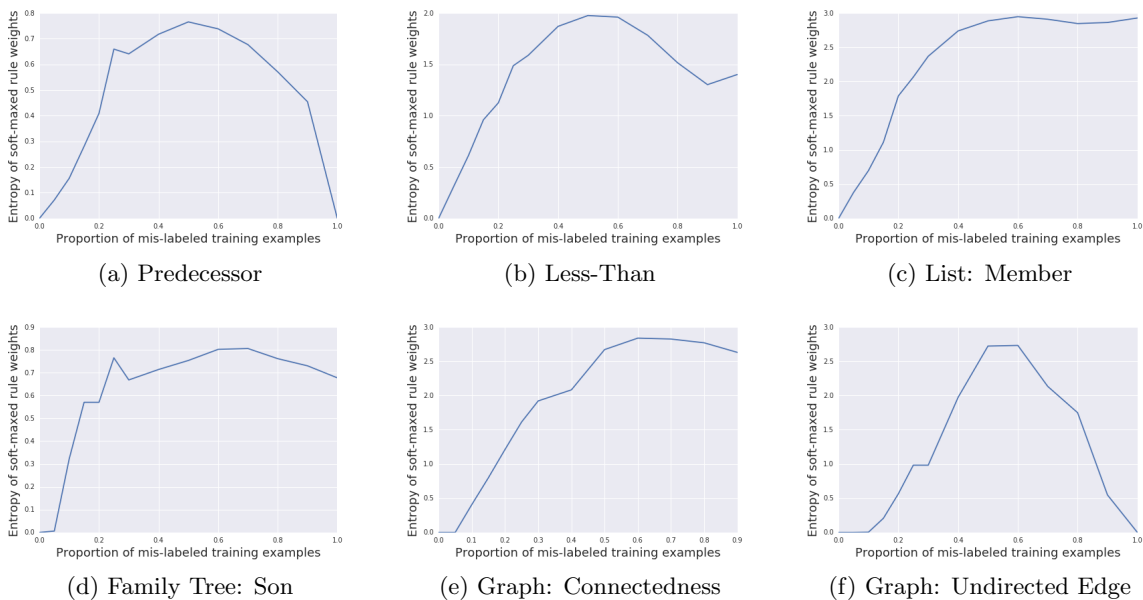 Entropy of soft-maxed rule weights
0.8
0.7
0.6
0.5
0.4
0.3
0.2
0.1
0.0
0.0 0.2 0.4 0.6 0.8 1.0
Proportion of mis-labeled training examples
(a) Predecessor
Entropy of soft-maxed rule weights
2.0
1.5
1.0
0.5
0.0
0.0 0.2 0.4 0.6 0.8 1.0
Proportion of mis-labeled training examples
(b) Less-Than
Entropy of soft-maxed rule weights
3.0
2.5
2.0
1.5
1.0
0.5
0.0
0.0 0.2 0.4 0.6 0.8 1.0
Proportion of mis-labeled training examples
(c) List: Member
Entropy of soft-maxed rule weights
0.9
0.8
0.7
0.6
0.5
0.4
0.3
0.2
0.1
0.0
0.0 0.2 0.4 0.6 0.8 1.0
Proportion of mis-labeled training examples
(d) Family Tree: Son
Entropy of soft-maxed rule weights
3.0
2.5
2.0
1.5
1.0
0.5
0.0
0.0 0.1 0.2 0.3 0.4 0.5 0.6 0.7 0.8 0.9
Proportion of mis-labeled training examples
(e) Graph: Connectedness
Entropy of soft-maxed rule weights
3.0
2.5
2.0
1.5
1.0
0.5
0.0
0.0 0.2 0.4 0.6 0.8 1.0
Proportion of mis-labeled training examples
(f) Graph: Undirected Edge